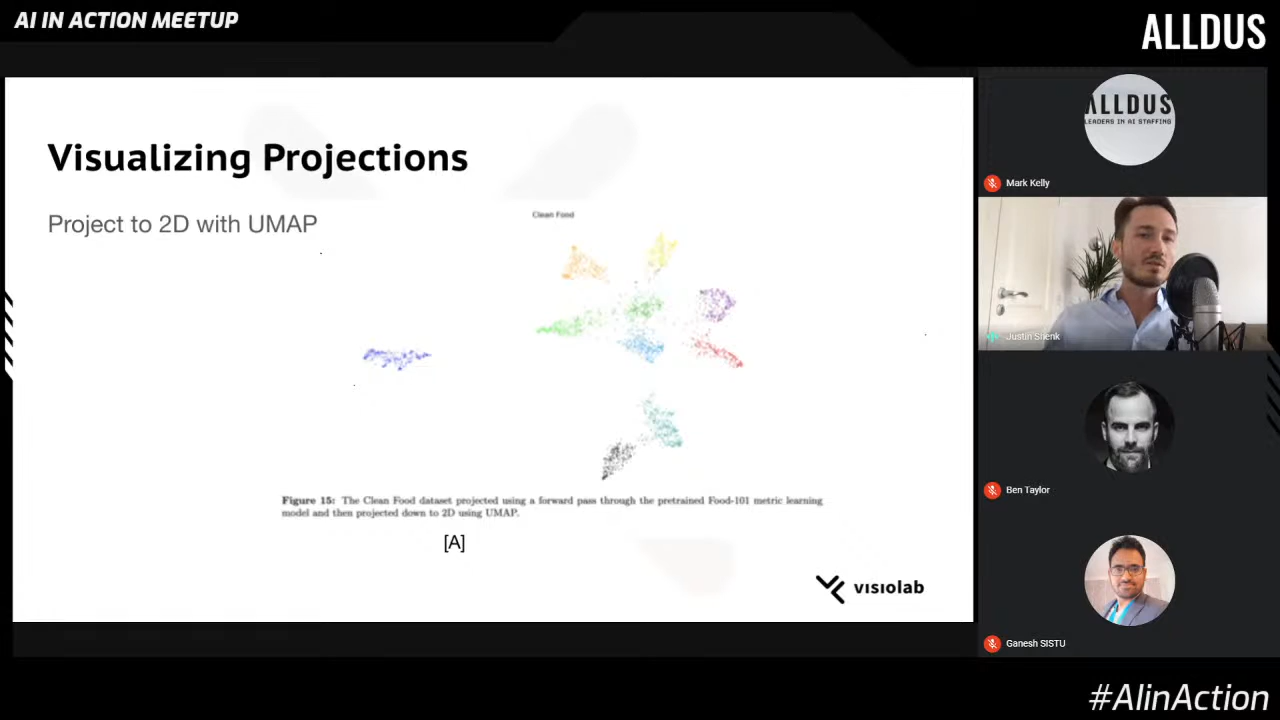 AI IN ACTION MEETUP
ALLDUS
Visualizing Projections
Project to 2D with UMAP
Clean Food
Figure 15: The Clean Food dataset projected using a forward pass through the pretrained Food-101 metric learning
model and then projected down to 2D using UMAP.
[A]
visiolab
ALLDUS
LEADERS IN AI STAFFING
Mark Kelly
Justin Shenk
Ben Taylor
Ganesh SISTU
#AIinAction